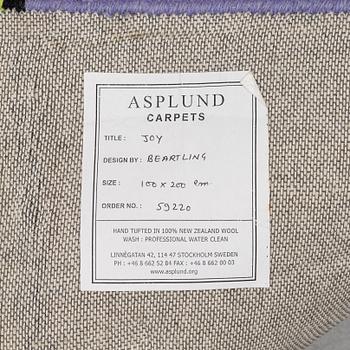 ASPLUND
CARPETS
TITLE : JOY
DESIGN BY : BEARTLING
SIZE : 100 X 200 cm
ORDER NO. : 59220
HAND TUFTED IN 100% NEW ZEALAND WOOL
WASH : PROFESSIONAL WATER CLEAN
LINNÉGATAN 42, 114 47 STOCKHOLM SWEDEN
PH : +46 8 662 52 84 FAX : +46 8 662 00 03
www.asplund.org